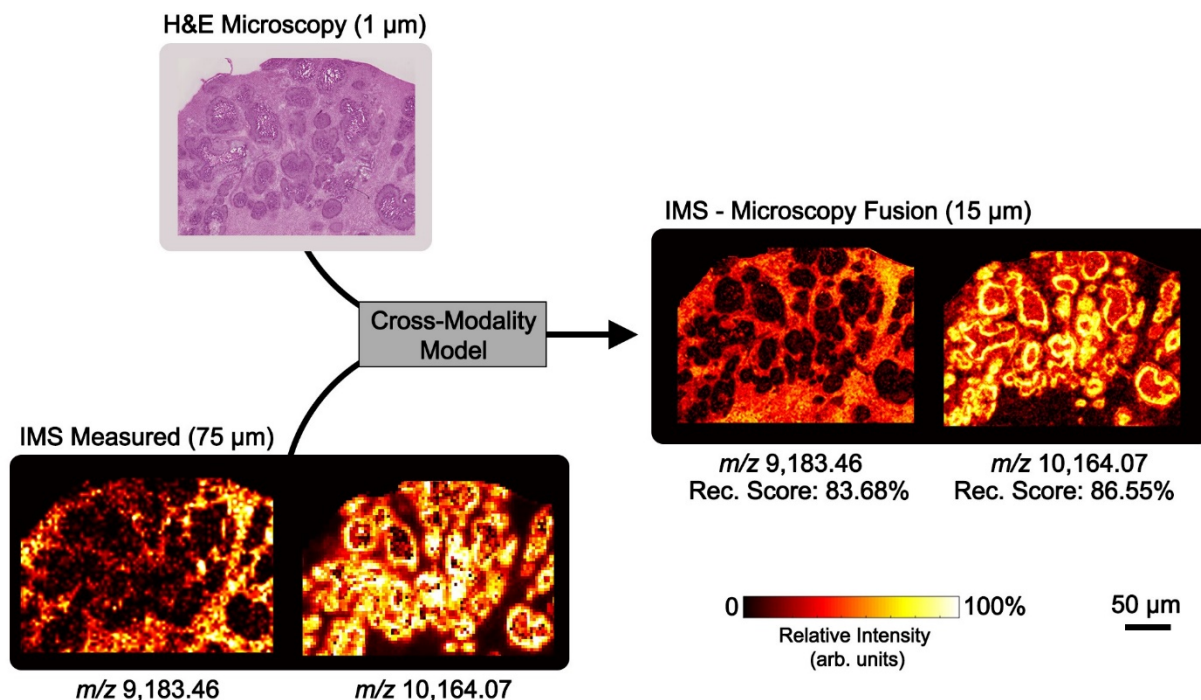 H&E Microscopy (1 µm)
IMS - Microscopy Fusion (15 µm)
Cross-Modality
Model
IMS Measured (75 µm)
m/z 9,183.46
Rec. Score: 83.68%
m/z 10,164.07
Rec. Score: 86.55%
0
100%
Relative Intensity
(arb. units)
50 µm
m/z 9,183.46
m/z 10,164.07